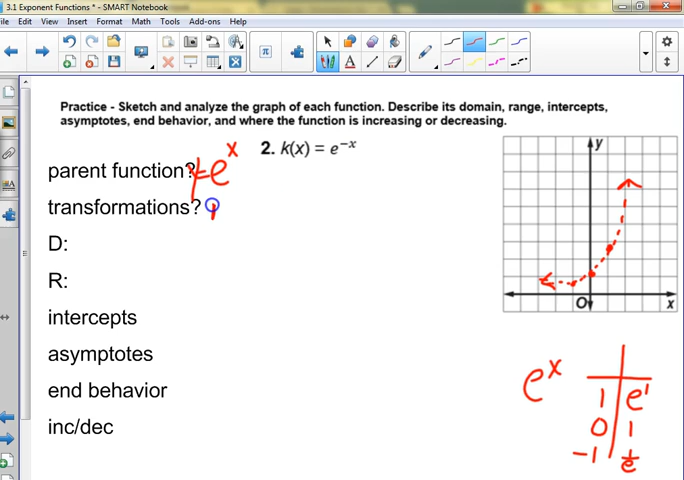 3.1 Exponent Functions * - SMART Notebook
File Edit View Insert Format Tools Add-ons Help
Practice - Sketch and analyze the graph of each function. Describe its domain, range, intercepts,
asymptotes, end behavior, and where the function is increasing or decreasing.
2. k(x) = e^−x
parent function? e^x
transformations?
D:
R:
intercepts
asymptotes
end behavior
inc/dec
y
O
x
e^x
1 e^1
0 1
-1 1/e